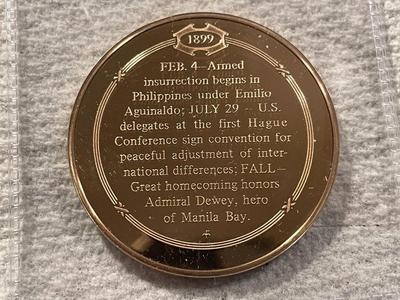 1899
FEB. 4—Armed
insurrection begins in
Philippines under Emilio
Aguinaldo; JULY 29 – U.S.
delegates at the first Hague
Conference sign convention for
peaceful adjustment of inter-
national differences; FALL—
Great homecoming honors
Admiral Dewey, hero
of Manila Bay.